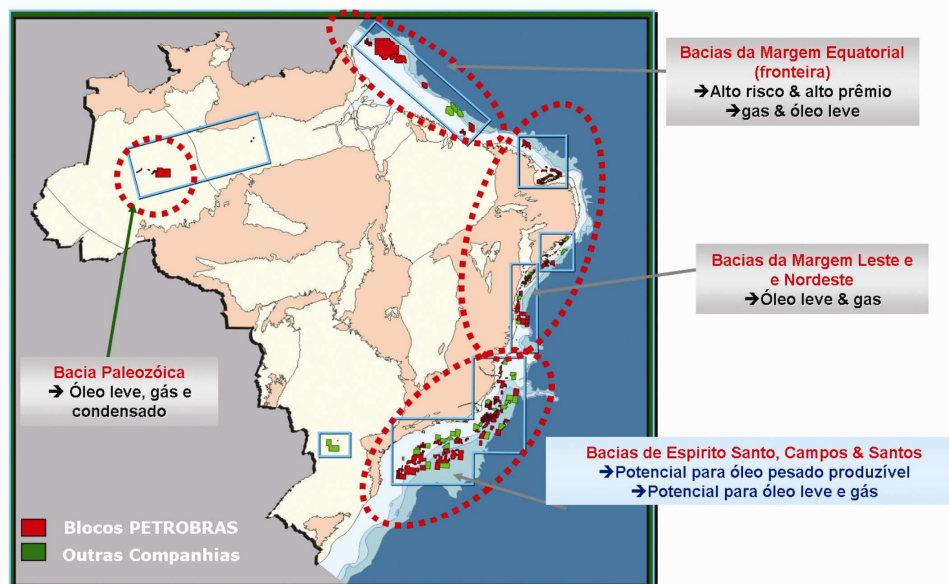 Bacias da Margem Equatorial
(fronteira)
➔Alto risco & alto prêmio
➔gas & óleo leve
Bacias da Margem Leste e
e Nordeste
➔Óleo leve & gas
Bacia Paleozóica
➔ Óleo leve, gás e
condensado
Bacias de Espirito Santo, Campos & Santos
➔Potencial para óleo pesado produzível
➔Potencial para óleo leve e gás
Blocos PETROBRAS
Outras Companhias